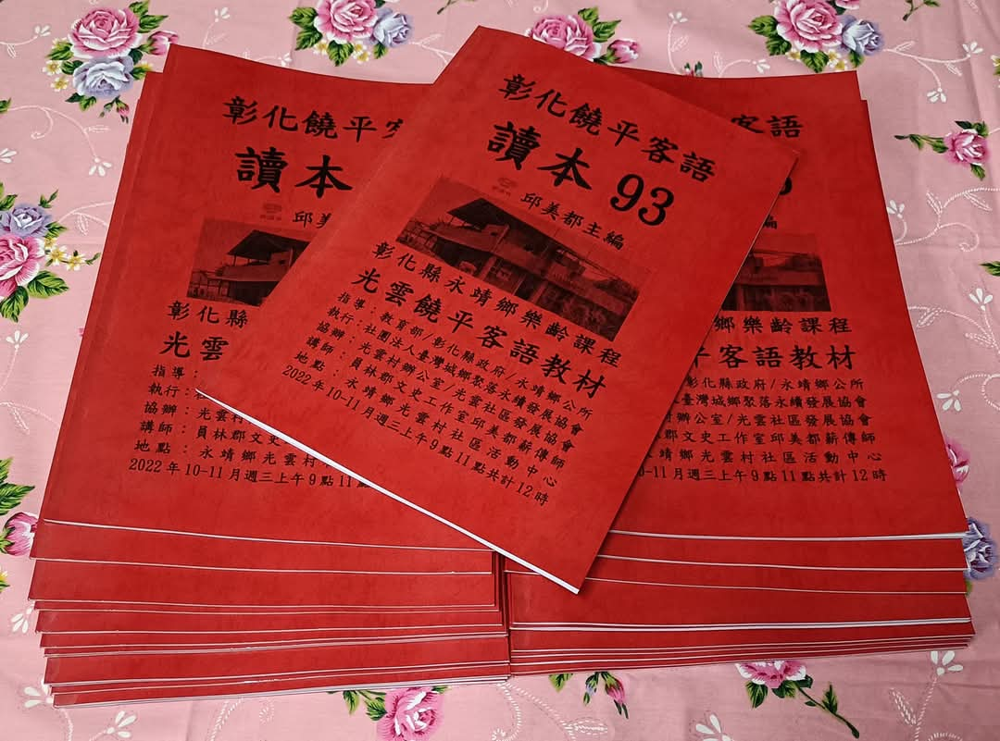 彰化饒平客語
讀本 93
邱美都主編
彰化縣永靖鄉樂齡課程
光雲饒平客語教材
指導：教育部/彰化縣政府/永靖鄉公所
執行：社團法人臺灣城鄉聚落永續發展協會
協辦：光雲村辦公室/光雲社區發展協會
講師：員林郡文史工作室邱美都薪傳師
地點：永靖鄉光雲村社區活動中心
2022年10-11月週三上午9點11點共計12時
彰化饒平
讀本
邱美
彰化縣
光雲
指導：
執行：
協辦：光雲村
講師：員林郡文史
地點：永靖鄉光雲村
2022年10-11月週三上午9點11
客語
鄉樂齡課程
客語教材
彰化縣政府/永靖鄉公所
臺灣城鄉聚落永續發展協會
辦公室/光雲社區發展協會
郡文史工作室邱美都薪傳師
永靖鄉光雲村社區活動中心
-11月週三上午9點11點共計12時